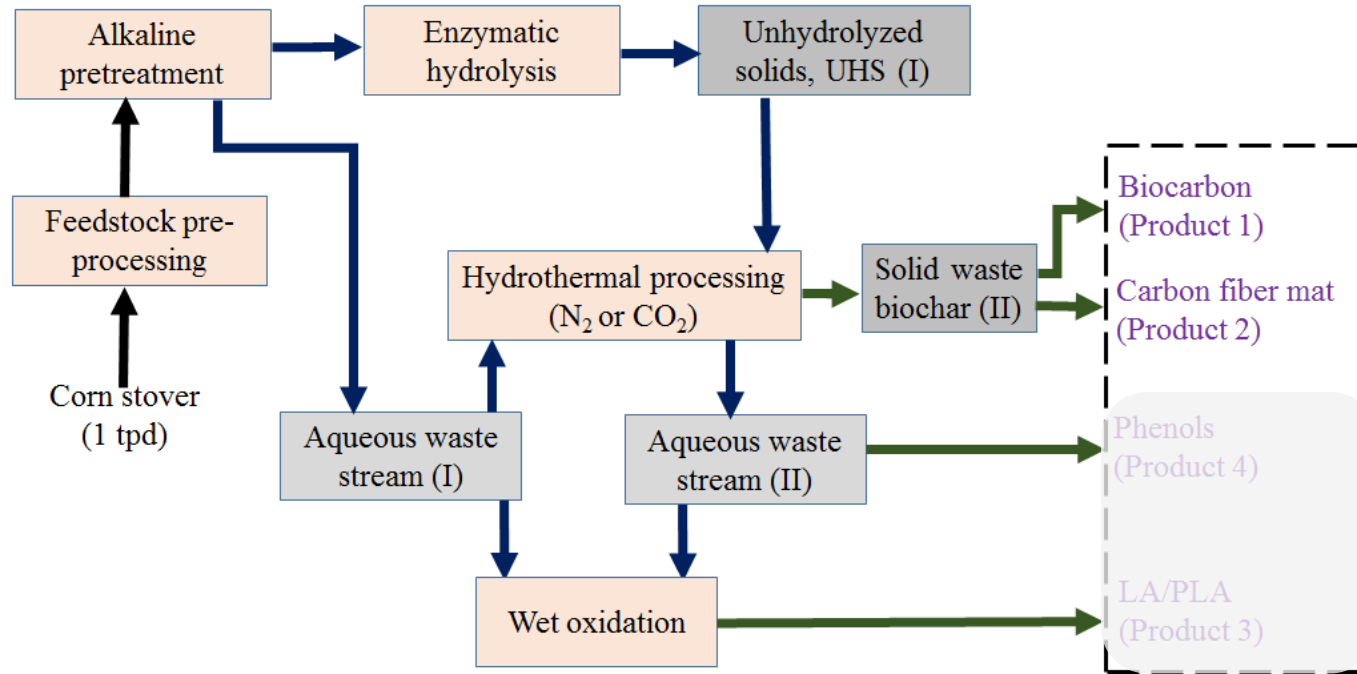 Alkaline
pretreatment
Enzymatic
hydrolysis
Unhydrolyzed
solids, UHS (I)
Feedstock pre-
processing
Corn stover
(1 tpd)
Hydrothermal processing
(N₂ or CO₂)
Solid waste
biochar (II)
Aqueous waste
stream (I)
Aqueous waste
stream (II)
Wet oxidation
Biocarbon
(Product 1)
Carbon fiber mat
(Product 2)
Phenols
(Product 4)
LA/PLA
(Product 3)